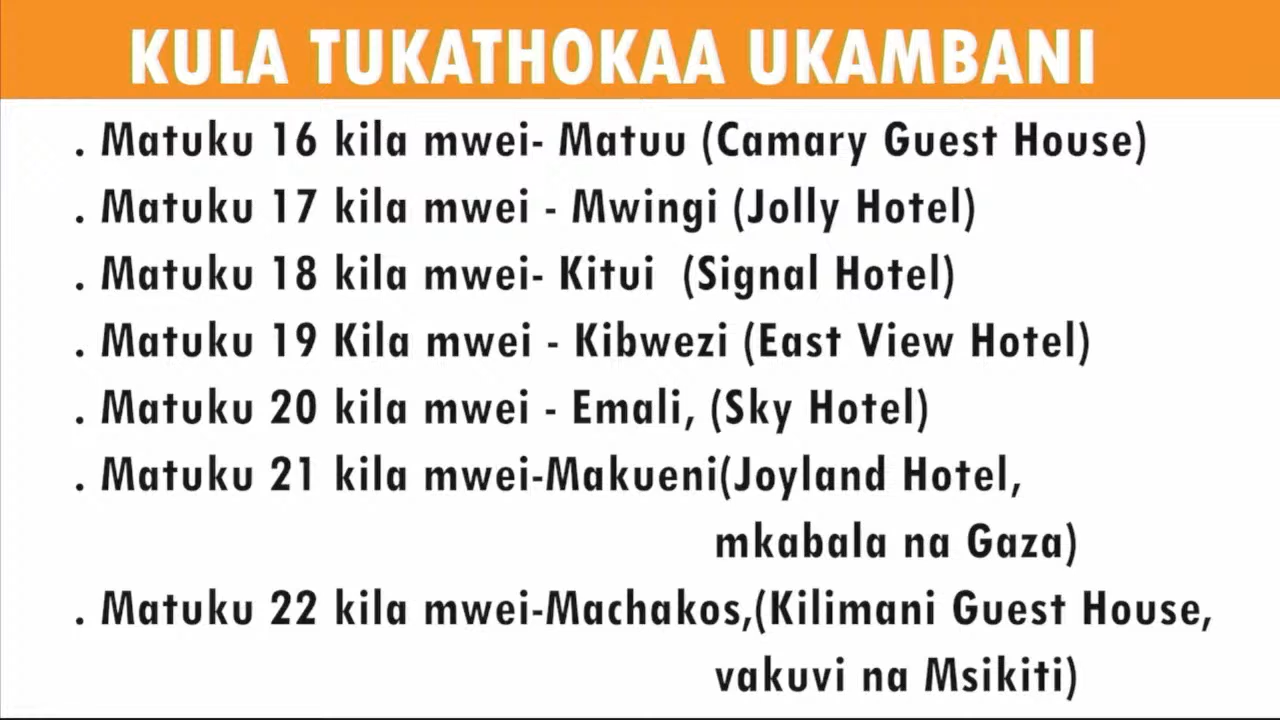 KULA TUKATHOKAA UKAMBANI
. Matuku 16 kila mwei- Matuu (Camary Guest House)
. Matuku 17 kila mwei - Mwingi (Jolly Hotel)
. Matuku 18 kila mwei- Kitui (Signal Hotel)
. Matuku 19 Kila mwei - Kibwezi (East View Hotel)
. Matuku 20 kila mwei - Emali, (Sky Hotel)
. Matuku 21 kila mwei-Makueni(Joyland Hotel,
mkabala na Gaza)
. Matuku 22 kila mwei-Machakos,(Kilimani Guest House,
vakuvi na Msikiti)